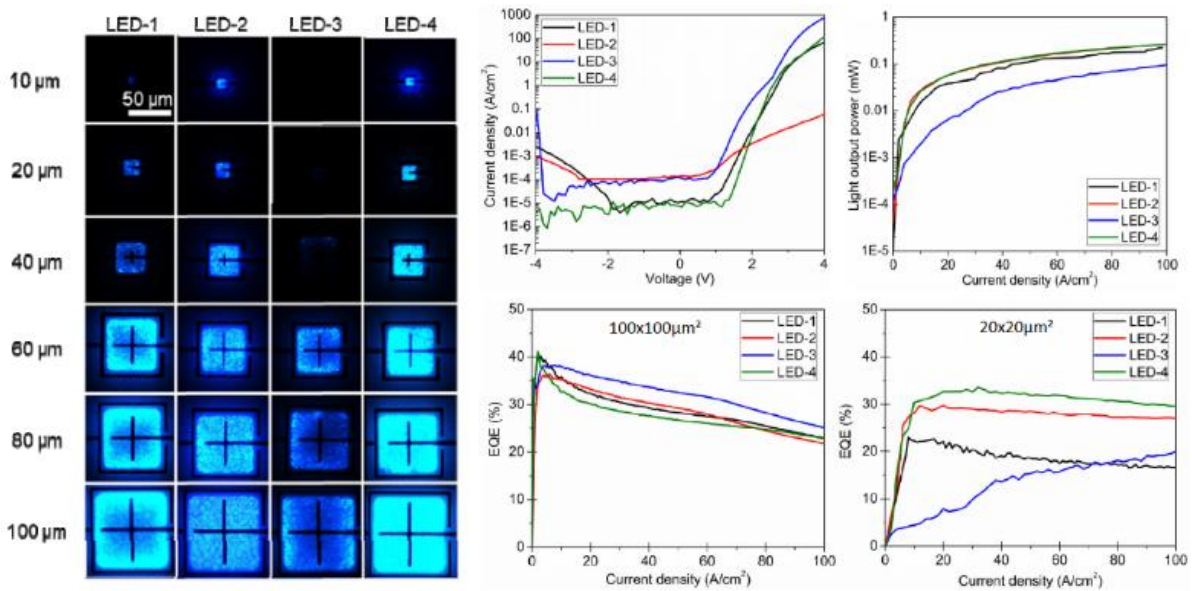 LED-1 LED-2 LED-3 LED-4
10 µm
50 µm
20 µm
40 µm
60 µm
80 µm
100 µm
1000
100
10
1
0.1
0.01
1E-3
1E-4
1E-5
1E-6
1E-7
Current density (A/cm²)
LED-1
LED-2
LED-3
LED-4
-4 -2 0 2 4
Voltage (V)
1
0.1
0.01
1E-3
1E-4
1E-5
Light output power (mW)
LED-1
LED-2
LED-3
LED-4
0 20 40 60 80 100
Current density (A/cm²)
50
40
30
20
10
0
EQE (%)
100x100µm²
LED-1
LED-2
LED-3
LED-4
0 20 40 60 80 100
Current density (A/cm²)
50
40
30
20
10
0
EQE (%)
20x20µm²
LED-1
LED-2
LED-3
LED-4
0 20 40 60 80 100
Current density (A/cm²)